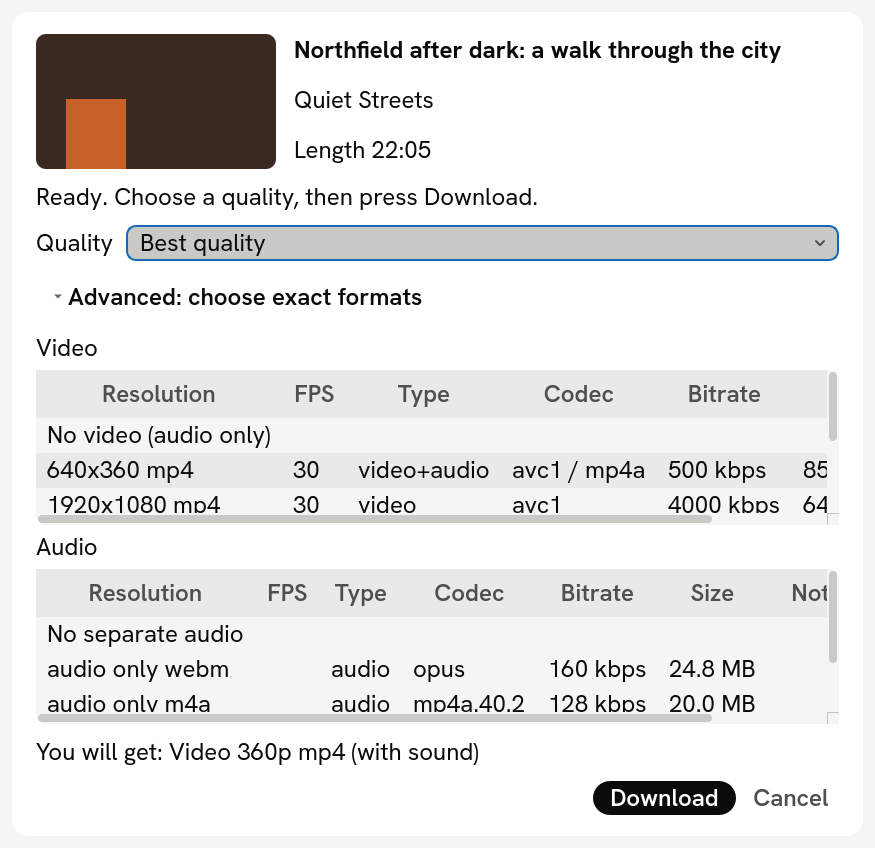 Northfield after dark: a walk through the city
Quiet Streets
Length 22:05
Ready. Choose a quality, then press Download.
Quality Best quality
Advanced: choose exact formats
Video
Resolution FPS Type Codec Bitrate
No video (audio only)
640x360 mp4 30 video+audio avc1 / mp4a 500 kbps 85
1920x1080 mp4 30 video avc1 4000 kbps 64
Audio
Resolution FPS Type Codec Bitrate Size Not
No separate audio
audio only webm audio opus 160 kbps 24.8 MB
audio only m4a audio mp4a.40.2 128 kbps 20.0 MB
You will get: Video 360p mp4 (with sound)
Download Cancel